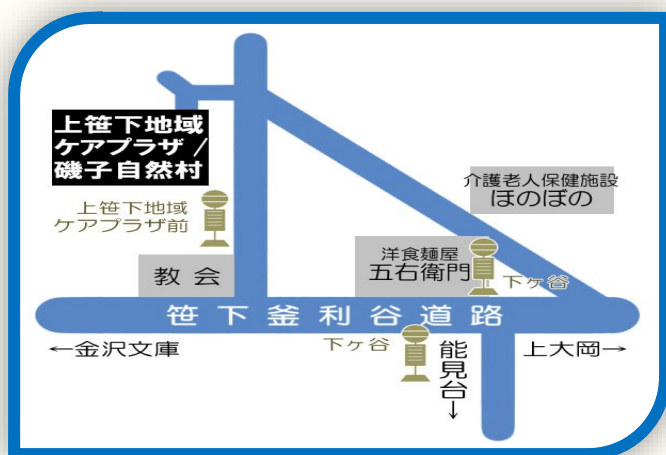 上笹下地域
ケアプラザ /
磯子自然村
上笹下地域
ケアプラザ前
介護老人保健施設
ほのぼの
洋食麺屋
五右衛門
下ヶ谷
教会
笹下釜利谷道路
←金沢文庫
下ヶ谷
能見台→
上大岡→